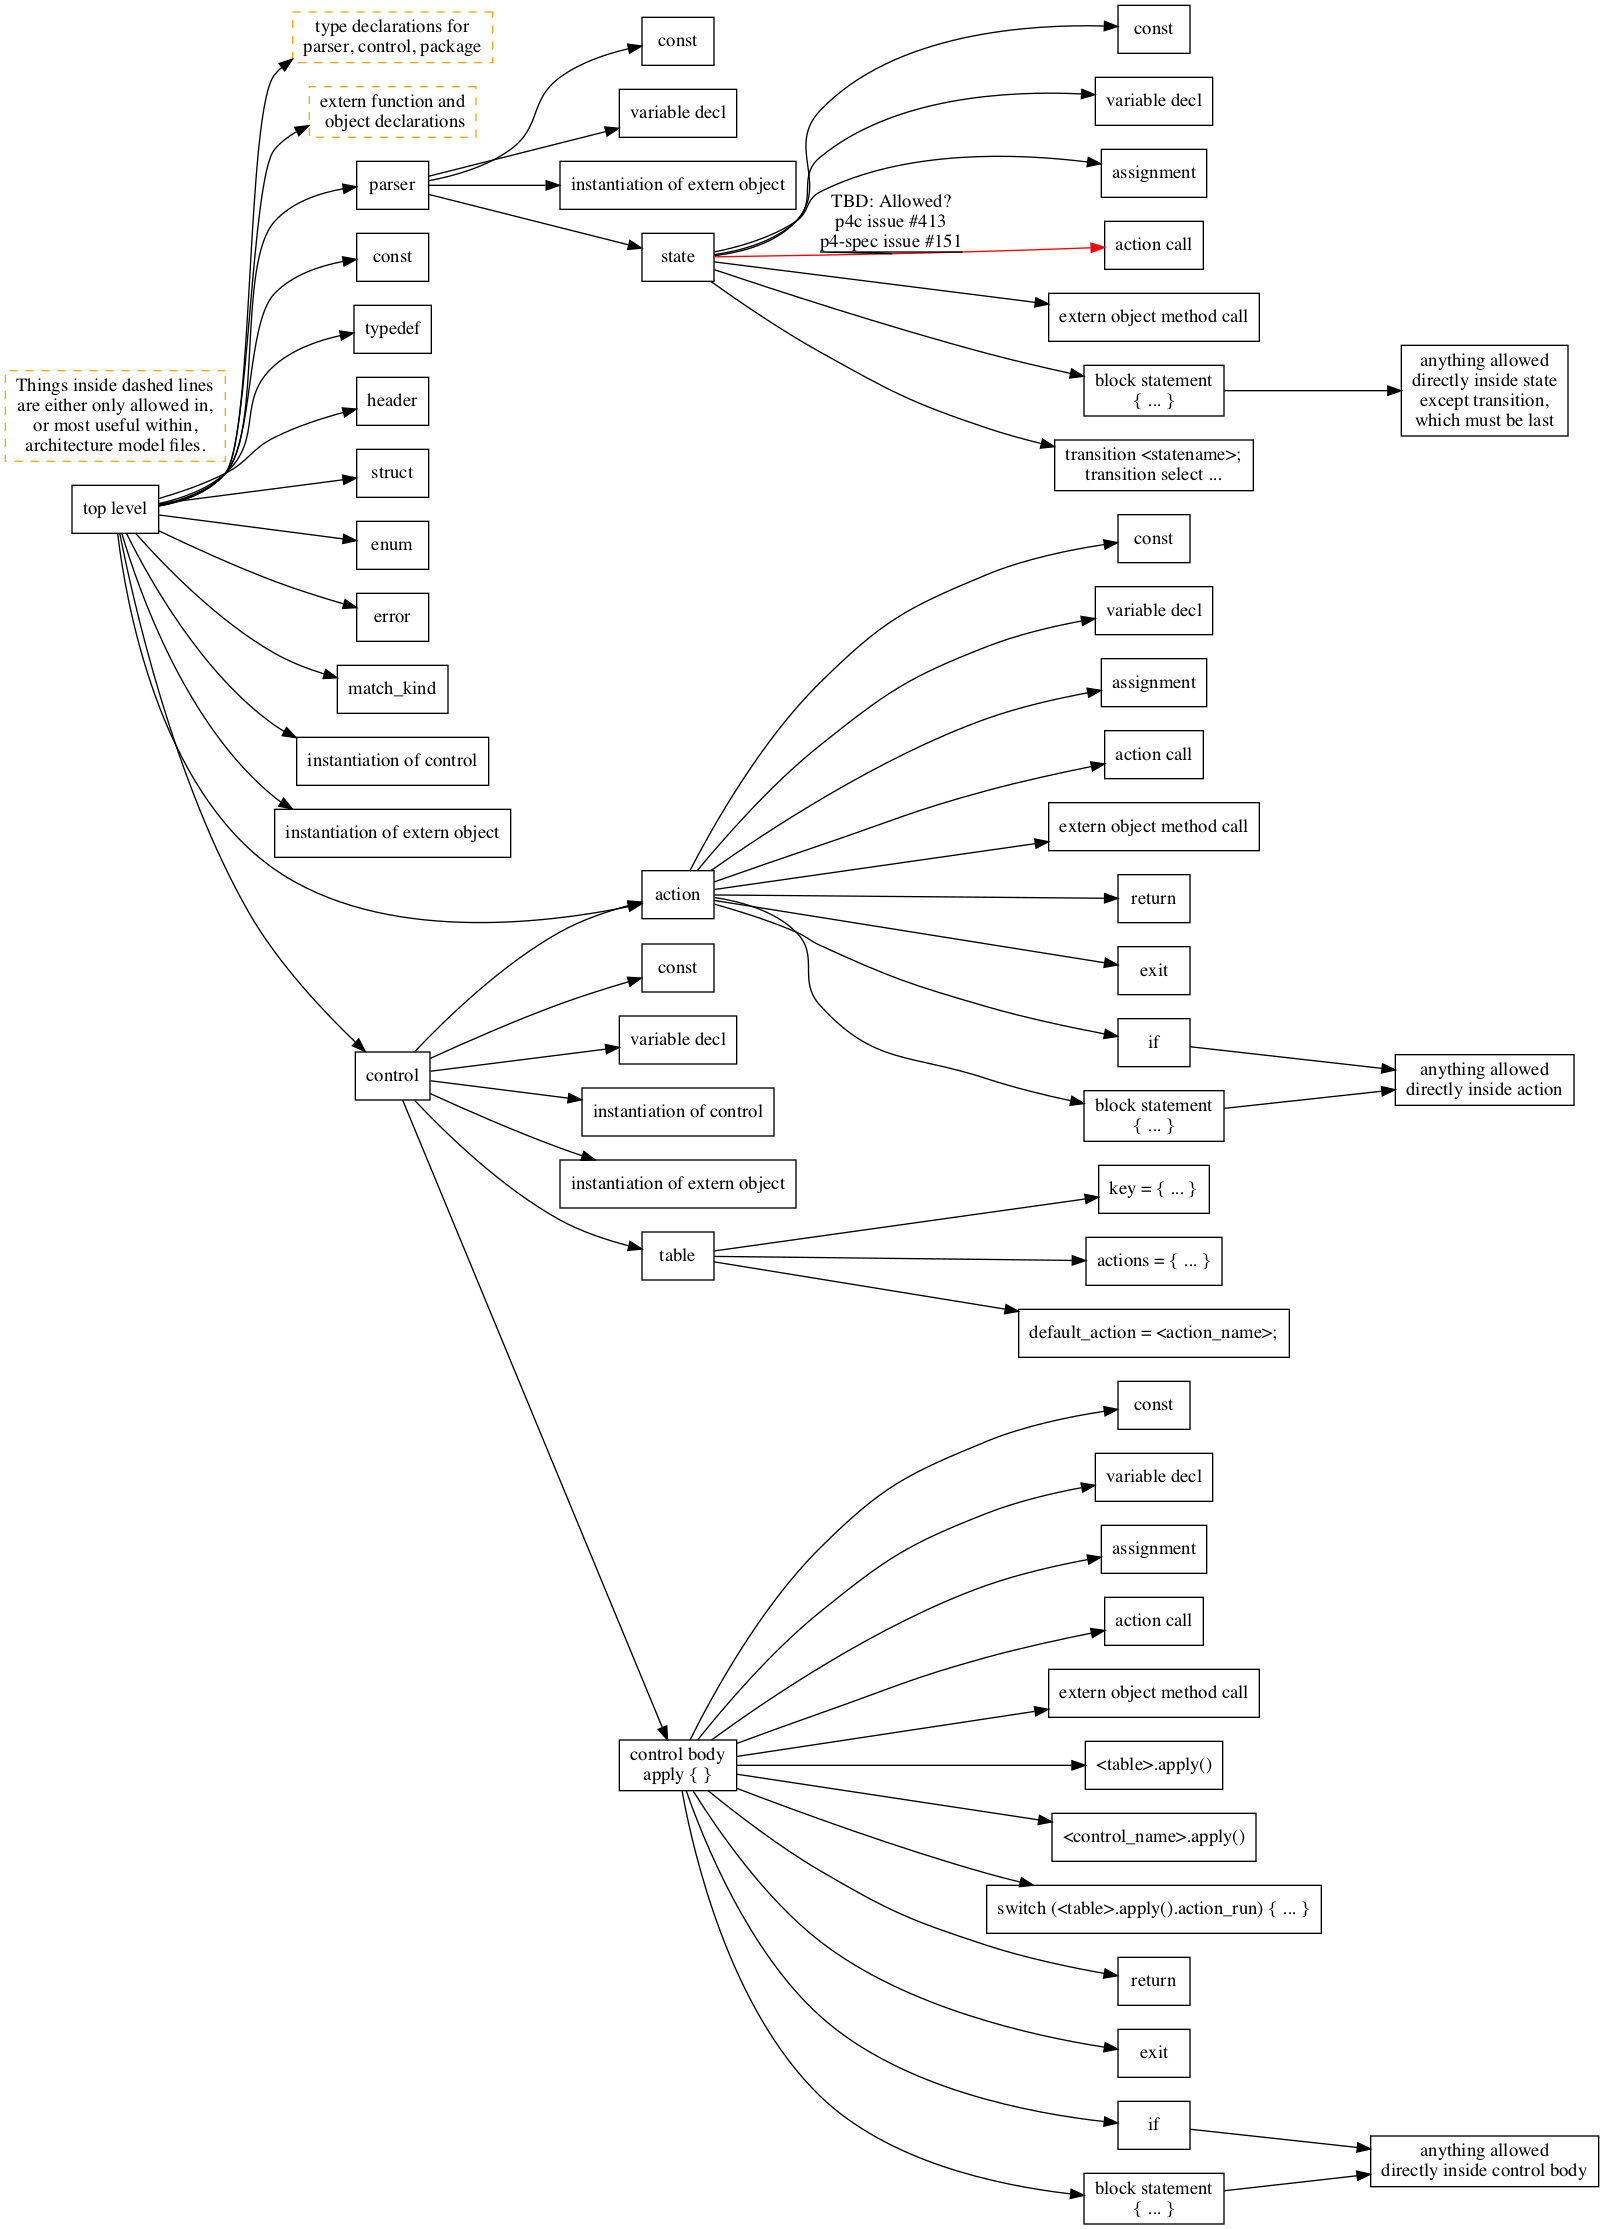 type declarations for
parser, control, package
extern function and
object declarations
parser
const
typedef
Things inside dashed lines
are either only allowed in,
or most useful within,
architecture model files.
header
struct
top level
enum
error
match_kind
instantiation of control
instantiation of extern object
control
const
variable decl
instantiation of extern object
state
TBD: Allowed?
p4c issue #413
p4-spec issue #151
const
variable decl
assignment
action call
extern object method call
block statement
{ ... }
transition <statename>;
transition select ...
anything allowed
directly inside state
except transition,
which must be last
action
const
variable decl
instantiation of control
instantiation of extern object
table
const
variable decl
assignment
action call
extern object method call
return
exit
if
block statement
{ ... }
anything allowed
directly inside action
key = { ... }
actions = { ... }
default_action = <action_name>;
control body
apply { }
const
variable decl
assignment
action call
extern object method call
<table>.apply()
<control_name>.apply()
switch (<table>.apply().action_run) { ... }
return
exit
if
block statement
{ ... }
anything allowed
directly inside control body